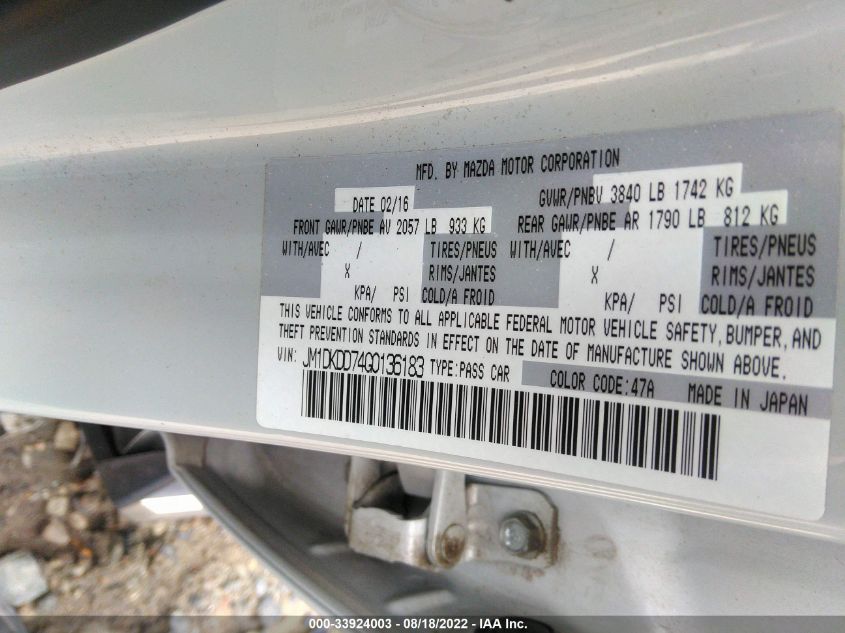 MFD. BY MAZDA MOTOR CORPORATION
DATE 02/16 GVWR/PNBV 3840 LB 1742 KG
FRONT GAWR/PNBE AV 2057 LB 933 KG REAR GAWR/PNBE AR 1790 LB 812 KG
WITH/AVEC / TIRES/PNEUS WITH/AVEC / TIRES/PNEUS
X RIMS/JANTES X RIMS/JANTES
KPA/ PSI COLD/A FROID KPA/ PSI COLD/A FROID
THIS VEHICLE CONFORMS TO ALL APPLICABLE FEDERAL MOTOR VEHICLE SAFETY, BUMPER, AND
THEFT PREVENTION STANDARDS IN EFFECT ON THE DATE OF MANUFACTURE SHOWN ABOVE.
VIN: JM1DKDD74G0136183 TYPE:PASS CAR COLOR CODE:47A MADE IN JAPAN
000-33924003 - 08/18/2022 - IAA Inc.